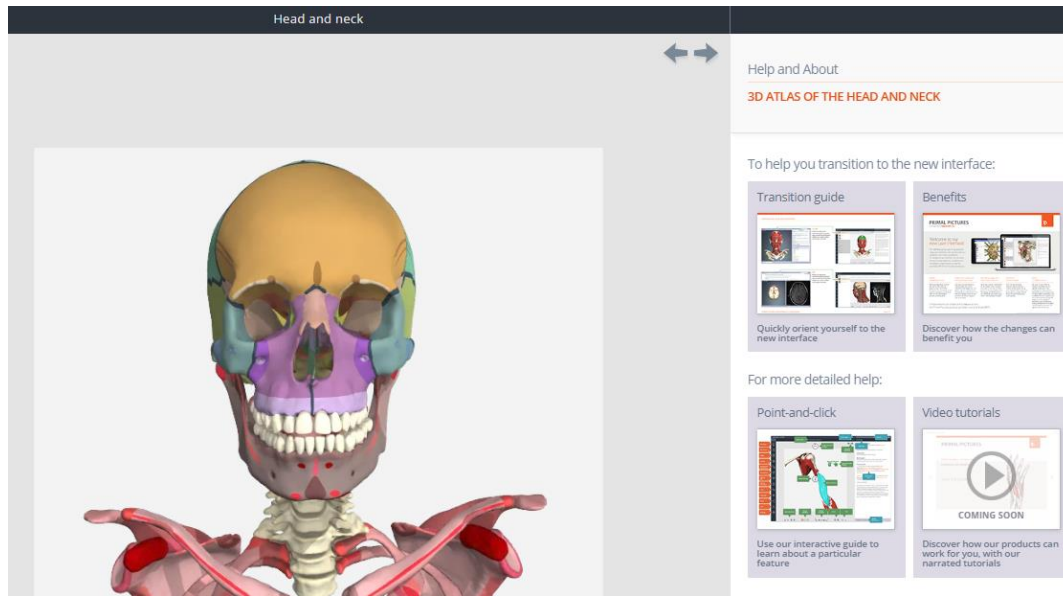 Head and neck
Help and About
3D ATLAS OF THE HEAD AND NECK
To help you transition to the new interface:
Transition guide
Quickly orient yourself to the
new interface
Benefits
PRIMAL PICTURES
Discover how the changes can
benefit you
For more detailed help:
Point-and-click
Use our interactive guide to
learn about a particular
feature
Video tutorials
PRIMAL PICTURES
COMING SOON
Discover how our products can
work for you, with our
narrated tutorials